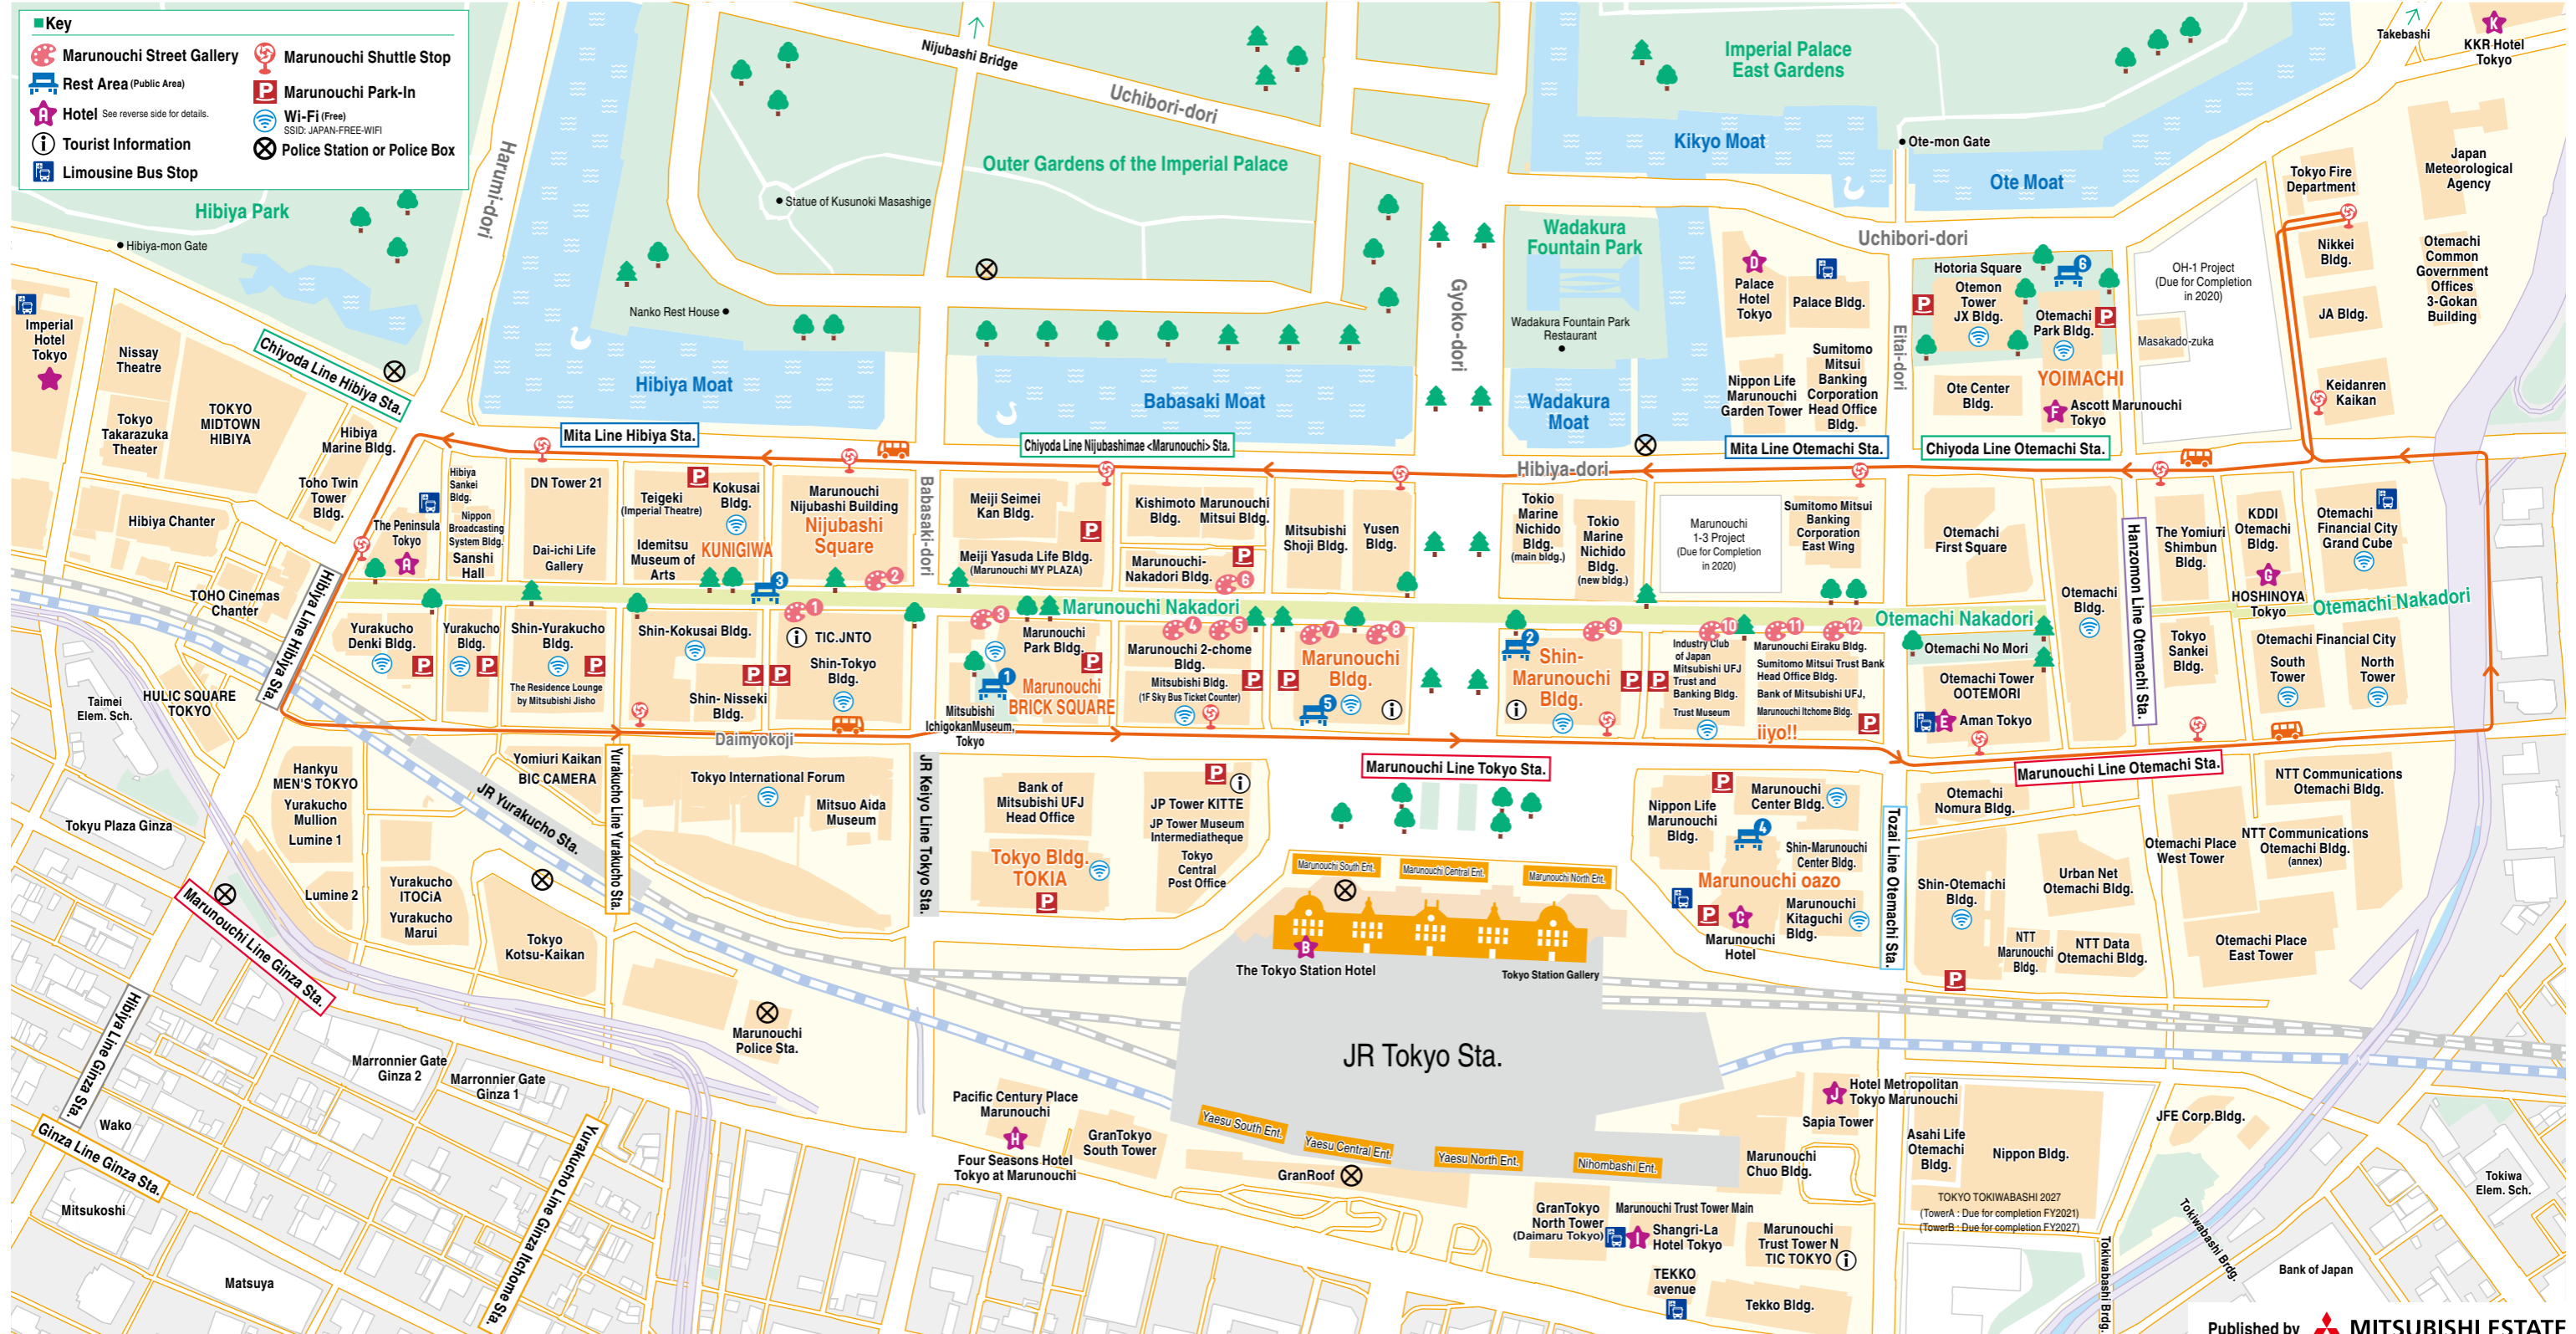 Key
Marunouchi Street Gallery
Rest Area (Public Area)
Hotel See reverse side for details.
A
Tourist Information
i
Limousine Bus Stop
Marunouchi Shuttle Stop
P
Marunouchi Park-In
Wi-Fi (Free)
SSID: JAPAN-FREE-WIFI
Police Station or Police Box
Hibiya Park
Hibiya-mon Gate
Harumi-dori
Nijubashi Bridge
Uchibori-dori
Outer Gardens of the Imperial Palace
Statue of Kusunoki Masashige
Nanko Rest House
Hibiya Moat
Babasaki Moat
Gyoko-dori
Imperial Palace
East Gardens
Kikyo Moat
Ote-mon Gate
Ote Moat
Takebashi
K
KKR Hotel
Tokyo
Japan
Meteorological
Agency
Tokyo Fire
Department
Nikkei
Bldg.
JA Bldg.
Keidanren
Kaikan
Otemachi
Common
Government
Offices
3-Gokan
Building
Wadakura
Fountain Park
Wadakura Fountain Park
Restaurant
Wadakura
Moat
Uchibori-dori
D
Palace
Hotel
Tokyo
Palace Bldg.
Nippon Life
Marunouchi
Garden Tower
Sumitomo
Mitsui
Banking
Corporation
Head Office
Bldg.
Eitai-dori
Hotoria Square
6
Otemon
Tower
JX Bldg.
Otemachi
Park Bldg.
P
P
YOIMACHI
Ote Center
Bldg.
F
Ascott Marunouchi
Tokyo
OH-1 Project
(Due for Completion
in 2020)
Masakado-zuka
Imperial
Hotel
Tokyo
Nissay
Theatre
Chiyoda Line Hibiya Sta.
Tokyo
Takarazuka
Theater
TOKYO
MIDTOWN
HIBIYA
Hibiya
Marine Bldg.
Toho Twin
Tower
Bldg.
Hibiya Chanter
TOHO Cinemas
Chanter
Mita Line Hibiya Sta.
Chiyoda Line Nijubashimae <Marunouchi> Sta.
Hibiya-dori
Mita Line Otemachi Sta.
Chiyoda Line Otemachi Sta.
The Peninsula
Tokyo
A
Hibiya
Sankei
Bldg.
Nippon
Broadcasting
System Bldg.
Sanshi
Hall
DN Tower 21
Dai-ichi Life
Gallery
Teigeki
(Imperial Theatre)
P
Kokusai
Bldg.
Idemitsu
Museum of
Arts
KUNIGIWA
3
Marunouchi
Nijubashi Building
Nijubashi
Square
2
Babasaki-dori
Meiji Seimei
Kan Bldg.
P
Meiji Yasuda Life Bldg.
(Marunouchi MY PLAZA)
Kishimoto
Bldg.
Marunouchi
Mitsui Bldg.
Marunouchi-
Nakadori Bldg.
P
6
Mitsubishi
Shoji Bldg.
Yusen
Bldg.
Tokio
Marine
Nichido
Bldg.
(main bldg.)
Tokio
Marine
Nichido
Bldg.
(new bldg.)
Marunouchi
1-3 Project
(Due for Completion
in 2020)
Sumitomo Mitsui
Banking
Corporation
East Wing
Otemachi
First Square
Otemachi
Bldg.
Hanzomon Line Otemachi Sta.
The Yomiuri
Shimbun
Bldg.
KDDI
Otemachi
Bldg.
G
HOSHINOYA
Tokyo
Otemachi
Financial City
Grand Cube
Marunouchi Nakadori
Otemachi Nakadori
Otemachi Nakadori
Hibiya Line Hibiya Sta.
Yurakucho
Denki Bldg.
P
Yurakucho
Bldg.
P
Shin-Yurakucho
Bldg.
P
The Residence Lounge
by Mitsubishi Jisho
Shin-Kokusai Bldg.
P
Shin- Nisseki
Bldg.
1
i
TIC.JNTO
Shin-Tokyo
Bldg.
P
3
Marunouchi
Park Bldg.
P
1
Marunouchi
BRICK SQUARE
Mitsubishi
IchigokanMuseum,
Tokyo
4
5
Marunouchi 2-chome
Bldg.
Mitsubishi Bldg.
(1F Sky Bus Ticket Counter)
P
7
8
Marunouchi
Bldg.
P
5
i
2
9
Shin-
Marunouchi
Bldg.
i
P
P
10
11
12
Industry Club
of Japan
Mitsubishi UFJ
Trust and
Banking Bldg.
Trust Museum
Marunouchi Eiraku Bldg.
Sumitomo Mitsui Trust Bank
Head Office Bldg.
Bank of Mitsubishi UFJ,
Marunouchi Itchome Bldg.
iiyo!!
P
Otemachi No Mori
Otemachi Tower
OOTEMORI
E
Aman Tokyo
Tokyo
Sankei
Bldg.
Otemachi Financial City
South
Tower
North
Tower
Daimyokoji
Marunouchi Line Tokyo Sta.
Marunouchi Line Otemachi Sta.
Taimei
Elem. Sch.
HULIC SQUARE
TOKYO
Tokyu Plaza Ginza
Hankyu
MEN'S TOKYO
Yurakucho
Mullion
Lumine 1
Lumine 2
JR Yurakucho Sta.
Yomiuri Kaikan
BIC CAMERA
Yurakucho
ITOCiA
Yurakucho
Marui
Tokyo
Kotsu-Kaikan
Yurakucho Line Yurakucho Sta.
Tokyo International Forum
Mitsuo Aida
Museum
JR Keiyo Line Tokyo Sta.
Bank of
Mitsubishi UFJ
Head Office
Tokyo Bldg.
TOKIA
P
P
i
JP Tower KITTE
JP Tower Museum
Intermediatheque
Tokyo
Central
Post Office
Marunouchi South Ent.
Marunouchi Central Ent.
Marunouchi North Ent.
B
The Tokyo Station Hotel
Tokyo Station Gallery
JR Tokyo Sta.
Nippon Life
Marunouchi
Bldg.
P
Marunouchi
Center Bldg.
4
Shin-Marunouchi
Center Bldg.
Marunouchi oazo
P
C
Marunouchi
Hotel
Marunouchi
Kitaguchi
Bldg.
Tozai Line Otemachi Sta.
Otemachi
Nomura Bldg.
Shin-Otemachi
Bldg.
P
Urban Net
Otemachi Bldg.
NTT
Marunouchi
Bldg.
NTT Data
Otemachi Bldg.
NTT Communications
Otemachi Bldg.
Otemachi Place
West Tower
NTT Communications
Otemachi Bldg.
(annex)
Otemachi Place
East Tower
Marunouchi Line Ginza Sta.
Hibiya Line Ginza Sta.
Ginza Line Ginza Sta.
Wako
Mitsukoshi
Matsuya
Marronnier Gate
Ginza 2
Marronnier Gate
Ginza 1
Yurakucho Line Ginza Itchome Sta.
Marunouchi
Police Sta.
Pacific Century Place
Marunouchi
H
Four Seasons Hotel
Tokyo at Marunouchi
GranTokyo
South Tower
Yaesu South Ent.
Yaesu Central Ent.
Yaesu North Ent.
Nihombashi Ent.
GranRoof
GranTokyo
North Tower
(Daimaru Tokyo)
Marunouchi Trust Tower Main
I
Shangri-La
Hotel Tokyo
TEKKO
avenue
Marunouchi
Trust Tower N
TIC TOKYO
i
Tekko Bldg.
J
Hotel Metropolitan
Tokyo Marunouchi
Sapia Tower
Marunouchi
Chuo Bldg.
Asahi Life
Otemachi
Bldg.
Nippon Bldg.
TOKYO TOKIWABASHI 2027
(TowerA : Due for completion FY2021)
(TowerB : Due for completion FY2027)
JFE Corp.Bldg.
Tokiwabashi Brdg.
Tokiwabashi Brdg.
Tokiwa
Elem. Sch.
Bank of Japan
Published by
MITSUBISHI ESTATE